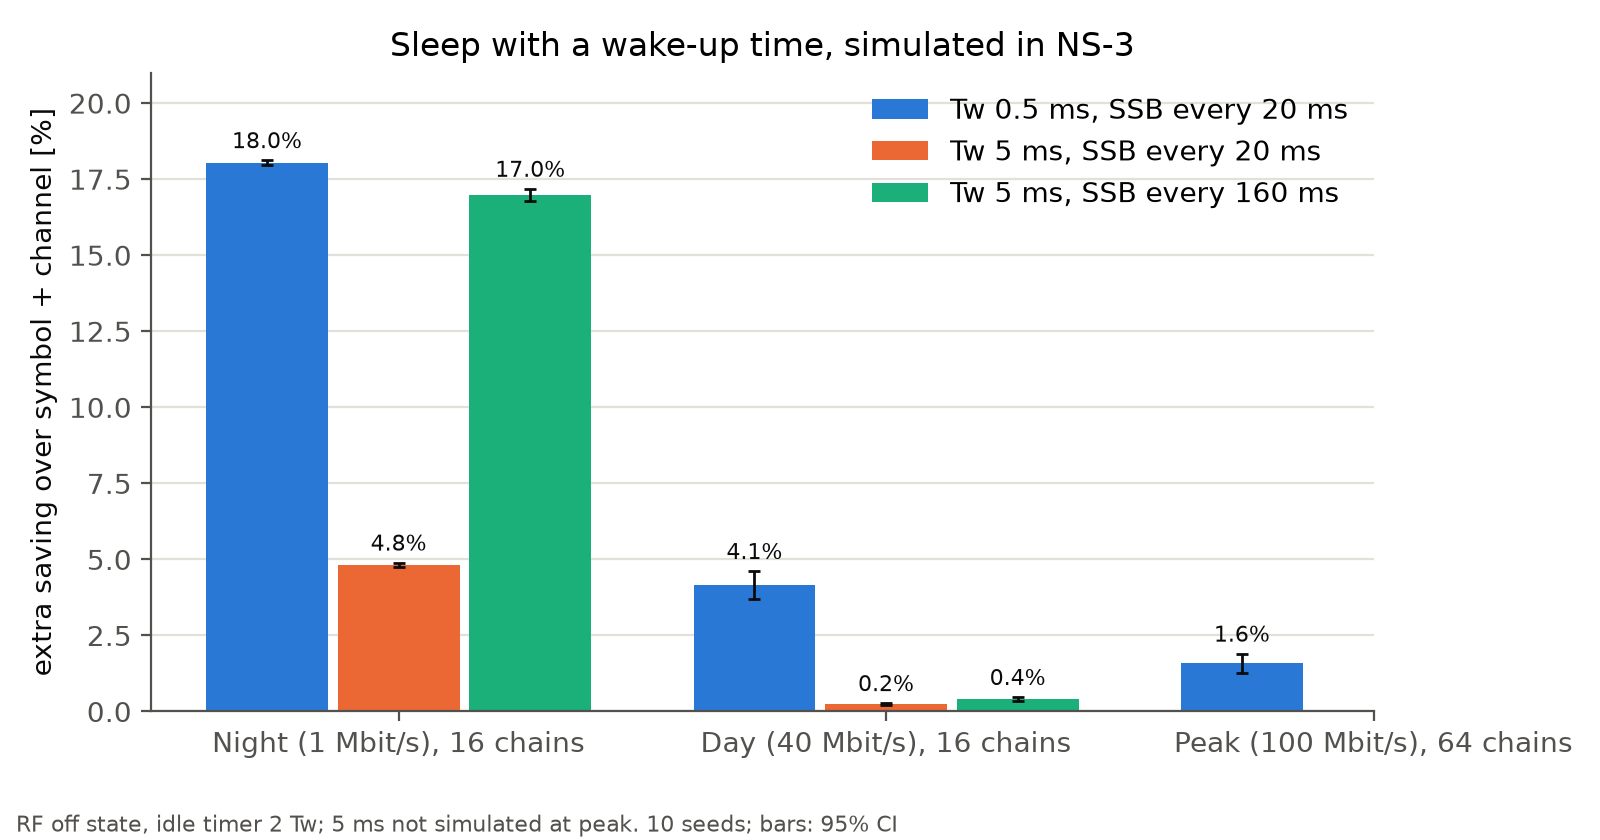 Sleep with a wake-up time, simulated in NS-3
extra saving over symbol + channel [%]
20.0
17.5
15.0
12.5
10.0
7.5
5.0
2.5
0.0
Tw 0.5 ms, SSB every 20 ms
Tw 5 ms, SSB every 20 ms
Tw 5 ms, SSB every 160 ms
18.0%
4.8%
17.0%
4.1%
0.2%
0.4%
1.6%
Night (1 Mbit/s), 16 chains
Day (40 Mbit/s), 16 chains
Peak (100 Mbit/s), 64 chains
RF off state, idle timer 2 Tw; 5 ms not simulated at peak. 10 seeds; bars: 95% CI